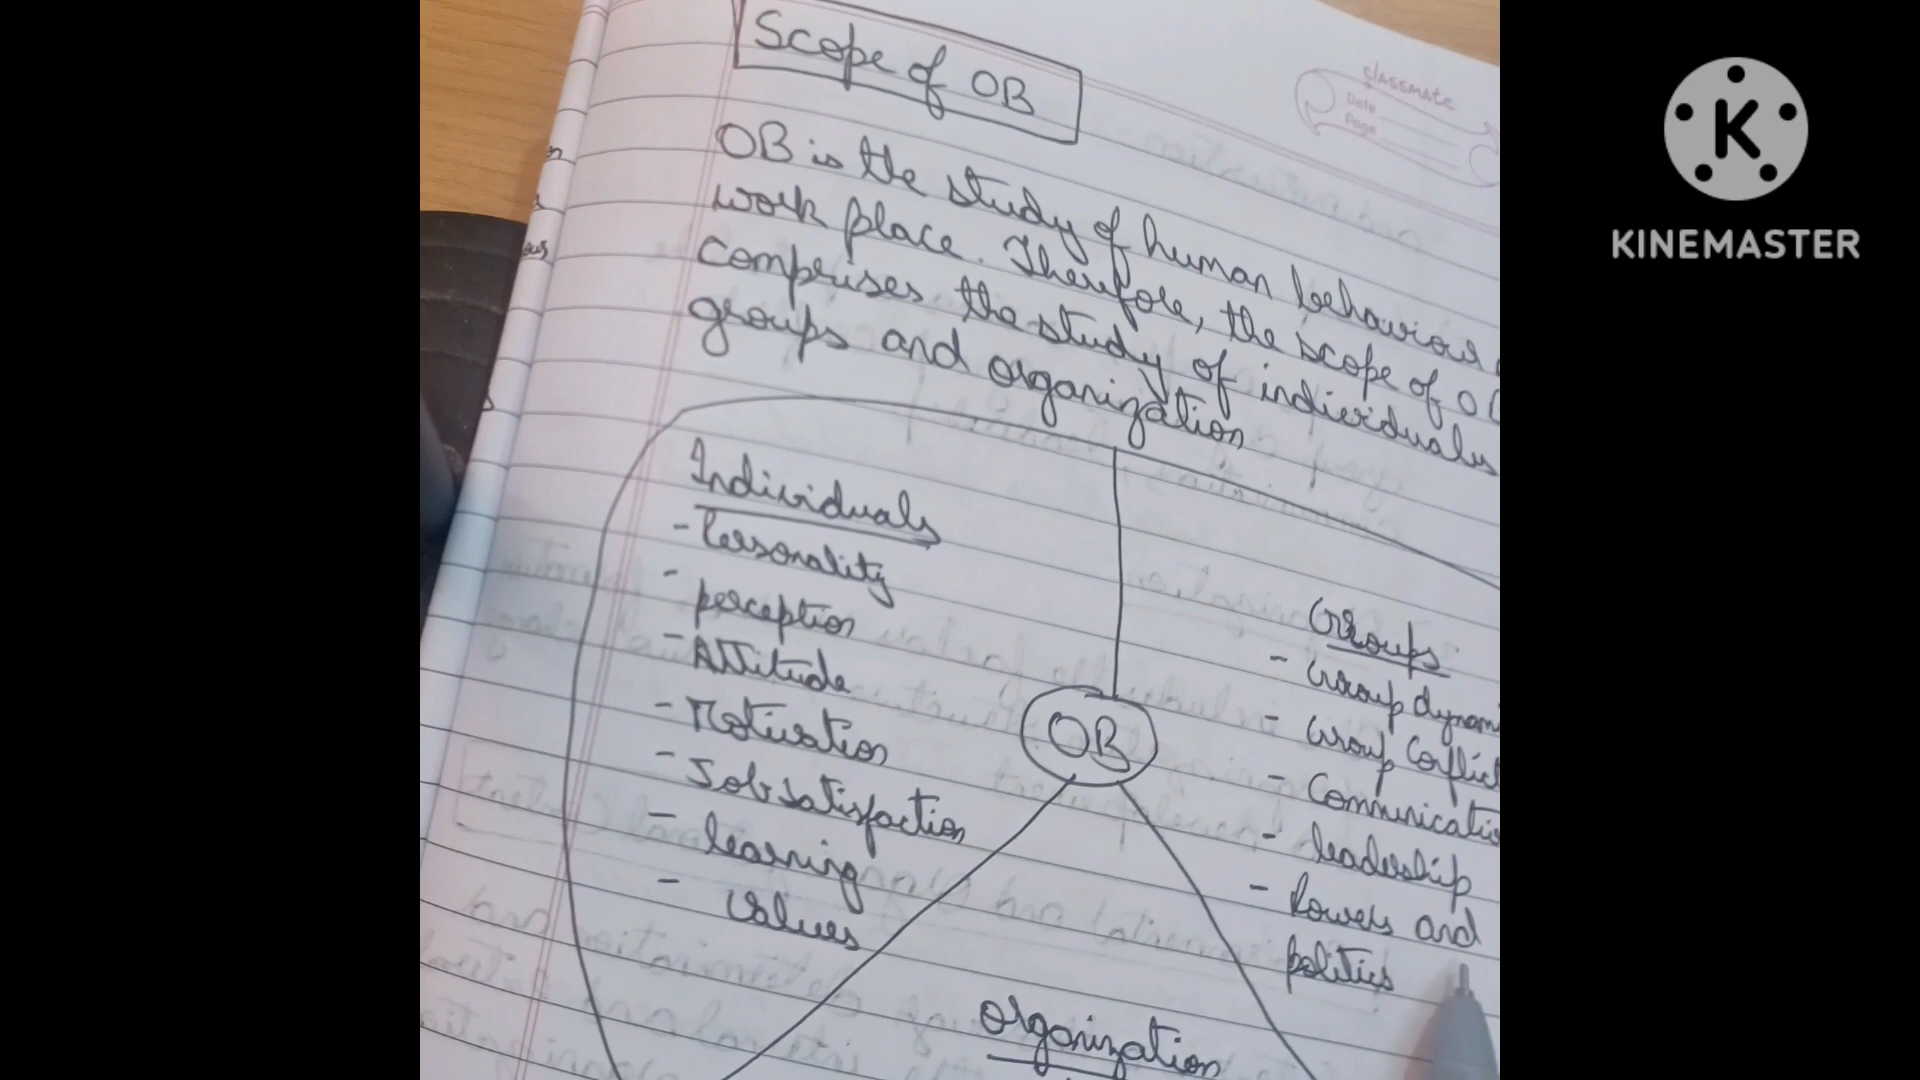 Scope of OB
classmate
Date
Page
OB is the study of human behaviour
work place. Therefore, the scope of O
comprises the study of individuals
groups and organization
Individuals
- Personality
- perception
- Attitude
- Motivation
- Job satisfaction
- learning
- values
OB
Groups
- Group dynami
- Group Conflict
- Communicatio
- leadership
- Powers and
politics
Organization
K
KINEMASTER